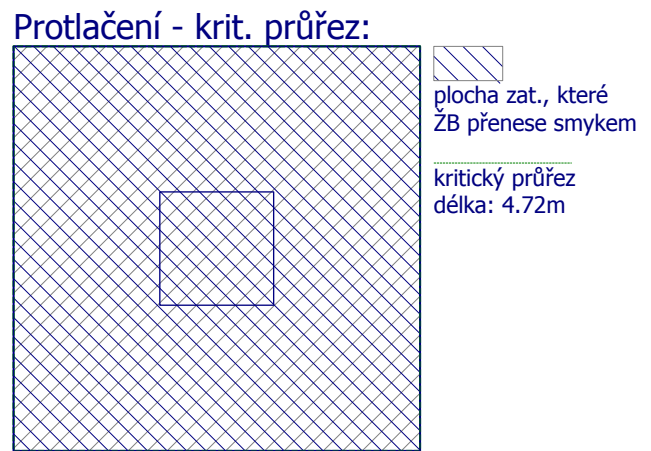 Protlačení - krit. průřez:
plocha zat., které
ŽB přenese smykem
kritický průřez
délka: 4.72m